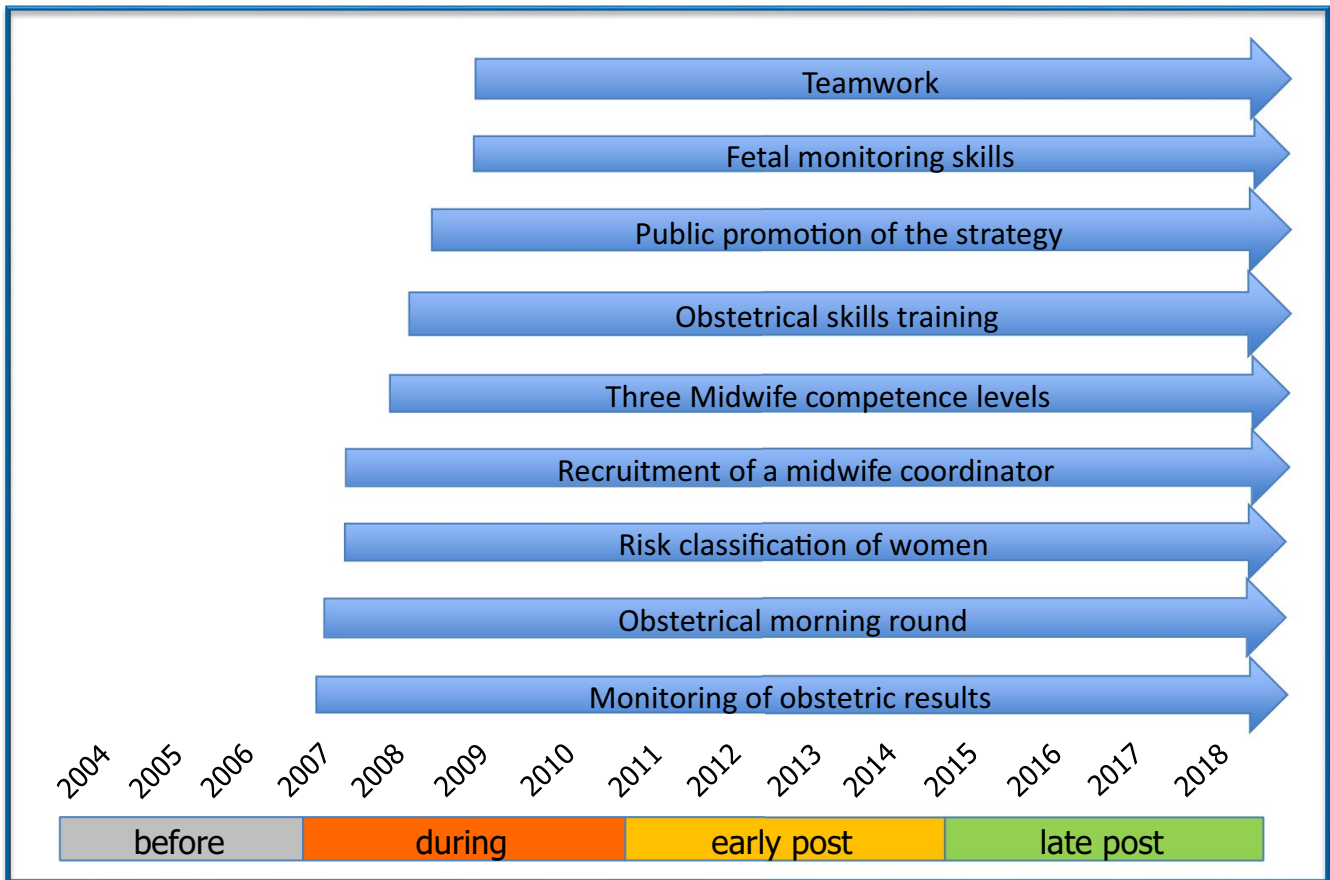 Teamwork
Fetal monitoring skills
Public promotion of the strategy
Obstetrical skills training
Three Midwife competence levels
Recruitment of a midwife coordinator
Risk classification of women
Obstetrical morning round
Monitoring of obstetric results
2004 2005 2006 2007 2008 2009 2010 2011 2012 2013 2014 2015 2016 2017 2018
before during early post late post